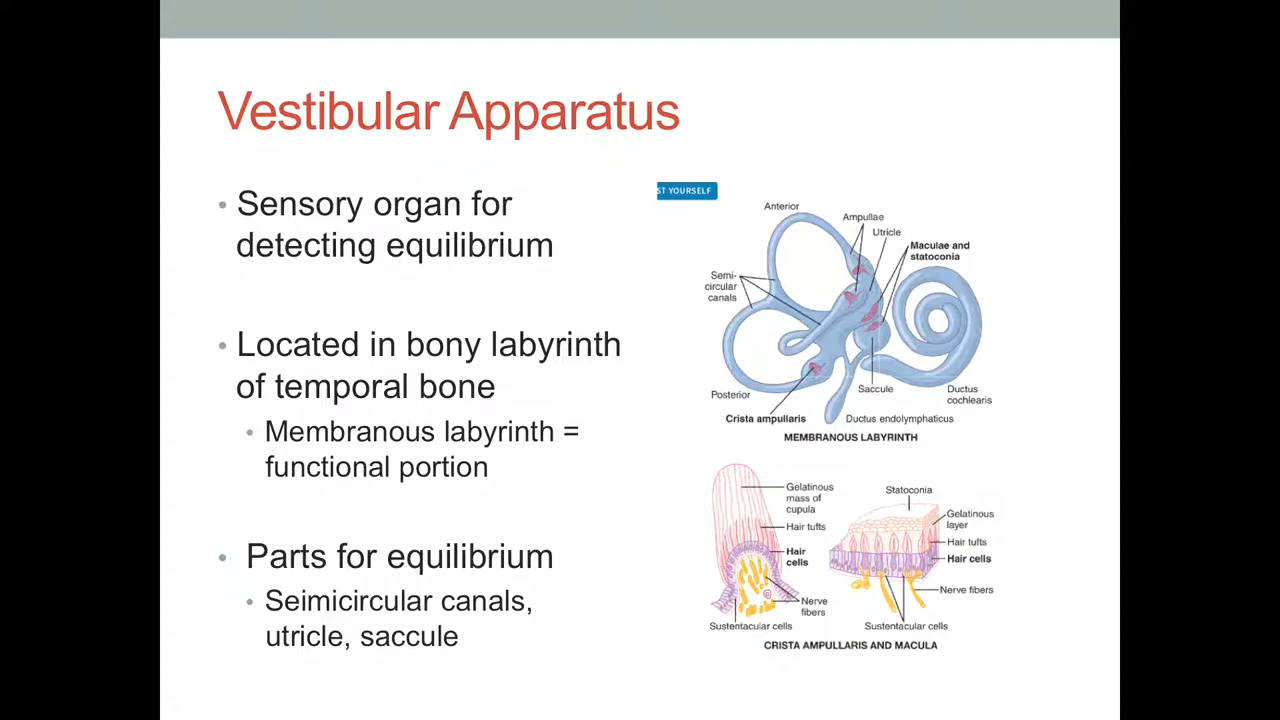 Vestibular Apparatus
• Sensory organ for
detecting equilibrium
• Located in bony labyrinth
of temporal bone
• Membranous labyrinth =
functional portion
• Parts for equilibrium
• Seimicircular canals,
utricle, saccule
ST YOURSELF
Anterior
Ampullae
Utricle
Maculae and
statoconia
Semi-
circular
canals
Posterior
Saccule
Ductus
cochlearis
Crista ampullaris
Ductus endolymphaticus
MEMBRANOUS LABYRINTH
Gelatinous
mass of
cupula
Hair tufts
Hair
cells
Nerve
fibers
Sustentacular cells
Statoconia
Gelatinous
layer
Hair tufts
Hair cells
Nerve fibers
Sustentacular cells
CRISTA AMPULLARIS AND MACULA